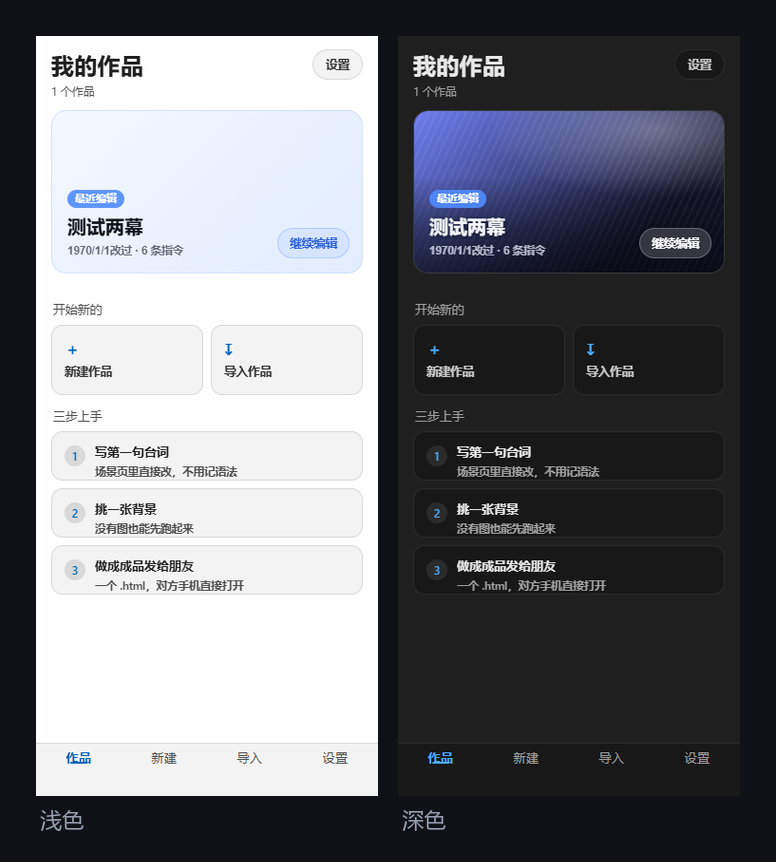 我的作品
设置
1 个作品
最近编辑
测试两幕
1970/1/1改过 · 6 条指令
继续编辑
开始新的
+
新建作品
↧
导入作品
三步上手
1
写第一句台词
场景页里直接改，不用记语法
2
挑一张背景
没有图也能先跑起来
3
做成成品发给朋友
一个 .html，对方手机直接打开
作品 新建 导入 设置
浅色
我的作品
设置
1 个作品
最近编辑
测试两幕
1970/1/1改过 · 6 条指令
继续编辑
开始新的
+
新建作品
↧
导入作品
三步上手
1
写第一句台词
场景页里直接改，不用记语法
2
挑一张背景
没有图也能先跑起来
3
做成成品发给朋友
一个 .html，对方手机直接打开
作品 新建 导入 设置
深色